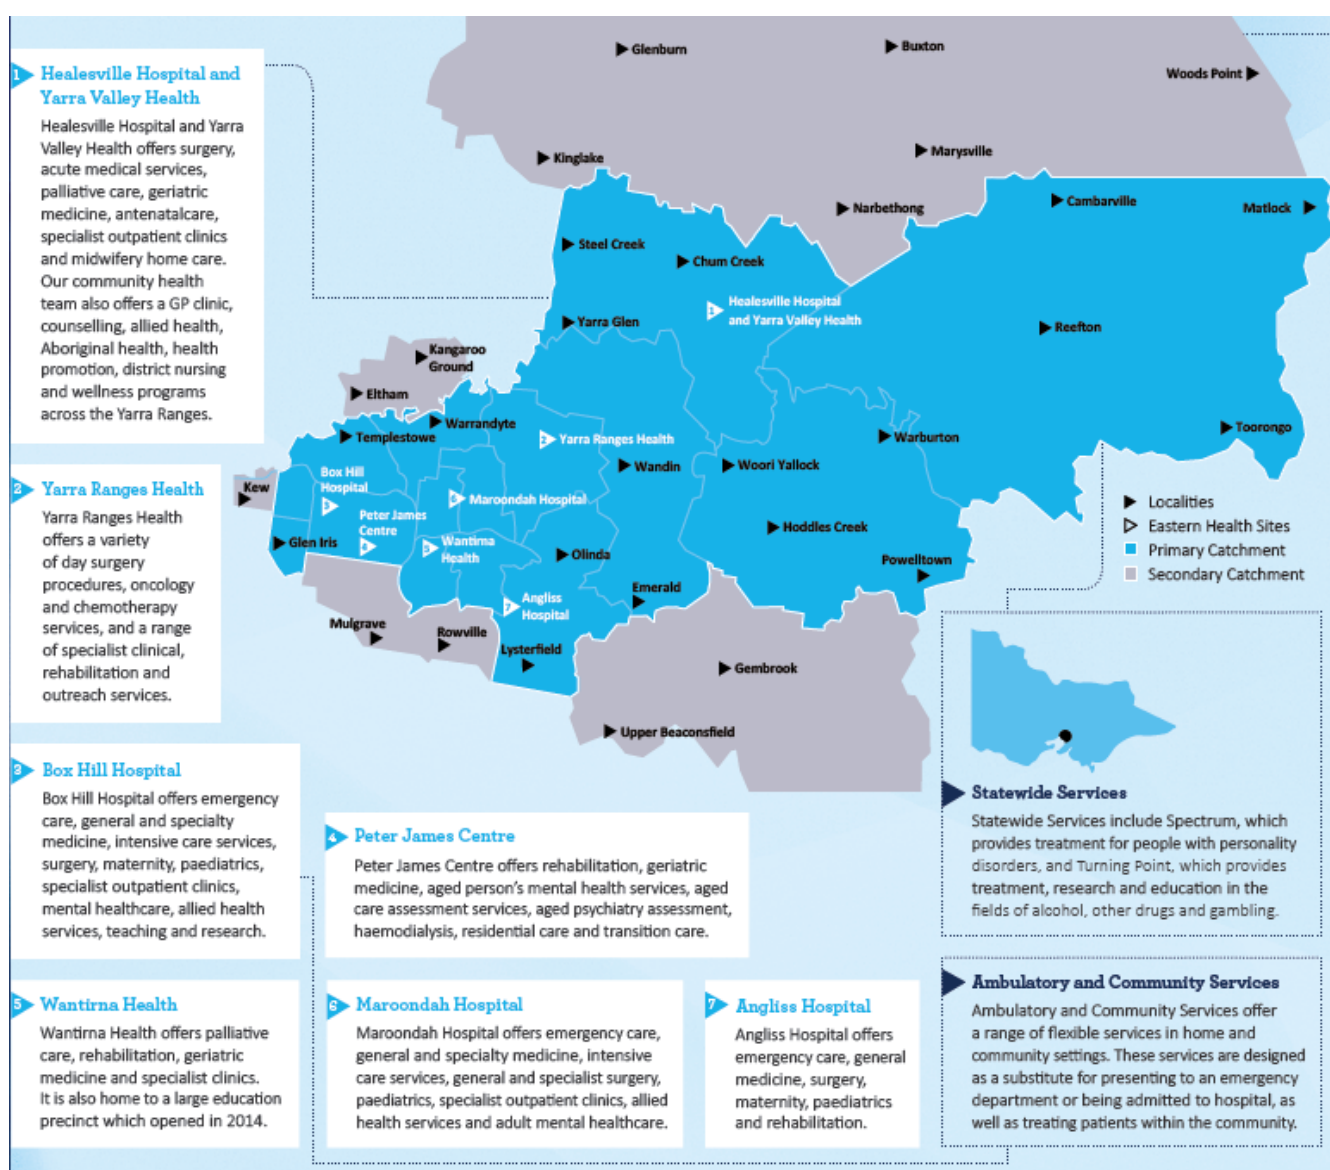 Glenburn
Buxton
Woods Point
Kinglake
Marysville
Narbethong
Cambarville
Matlock
Steel Creek
Chum Creek
1
Healesville Hospital
and Yarra Valley Health
Yarra Glen
Reefton
Kangaroo
Ground
Eltham
Warrandyte
Templestowe
2
Yarra Ranges Health
Warburton
Toorongo
Wandin
Woori Yallock
Box Hill
Hospital
3
Kew
6
Maroondah Hospital
Peter James
Centre
4
Glen Iris
5
Wantirna
Health
Hoddles Creek
Olinda
Powelltown
Emerald
7
Angliss
Hospital
Mulgrave
Rowville
Lysterfield
Gembrook
Upper Beaconsfield
Localities
Eastern Health Sites
Primary Catchment
Secondary Catchment
1
Healesville Hospital and
Yarra Valley Health
Healesville Hospital and Yarra
Valley Health offers surgery,
acute medical services,
palliative care, geriatric
medicine, antenatalcare,
specialist outpatient clinics
and midwifery home care.
Our community health
team also offers a GP clinic,
counselling, allied health,
Aboriginal health, health
promotion, district nursing
and wellness programs
across the Yarra Ranges.
2
Yarra Ranges Health
Yarra Ranges Health
offers a variety
of day surgery
procedures, oncology
and chemotherapy
services, and a range
of specialist clinical,
rehabilitation and
outreach services.
3
Box Hill Hospital
Box Hill Hospital offers emergency
care, general and specialty
medicine, intensive care services,
surgery, maternity, paediatrics,
specialist outpatient clinics,
mental healthcare, allied health
services, teaching and research.
4
Peter James Centre
Peter James Centre offers rehabilitation, geriatric
medicine, aged person's mental health services, aged
care assessment services, aged psychiatry assessment,
haemodialysis, residential care and transition care.
5
Wantirna Health
Wantirna Health offers palliative
care, rehabilitation, geriatric
medicine and specialist clinics.
It is also home to a large education
precinct which opened in 2014.
6
Maroondah Hospital
Maroondah Hospital offers emergency care,
general and specialty medicine, intensive
care services, general and specialist surgery,
paediatrics, specialist outpatient clinics, allied
health services and adult mental healthcare.
7
Angliss Hospital
Angliss Hospital offers
emergency care, general
medicine, surgery,
maternity, paediatrics
and rehabilitation.
Statewide Services
Statewide Services include Spectrum, which
provides treatment for people with personality
disorders, and Turning Point, which provides
treatment, research and education in the
fields of alcohol, other drugs and gambling.
Ambulatory and Community Services
Ambulatory and Community Services offer
a range of flexible services in home and
community settings. These services are designed
as a substitute for presenting to an emergency
department or being admitted to hospital, as
well as treating patients within the community.